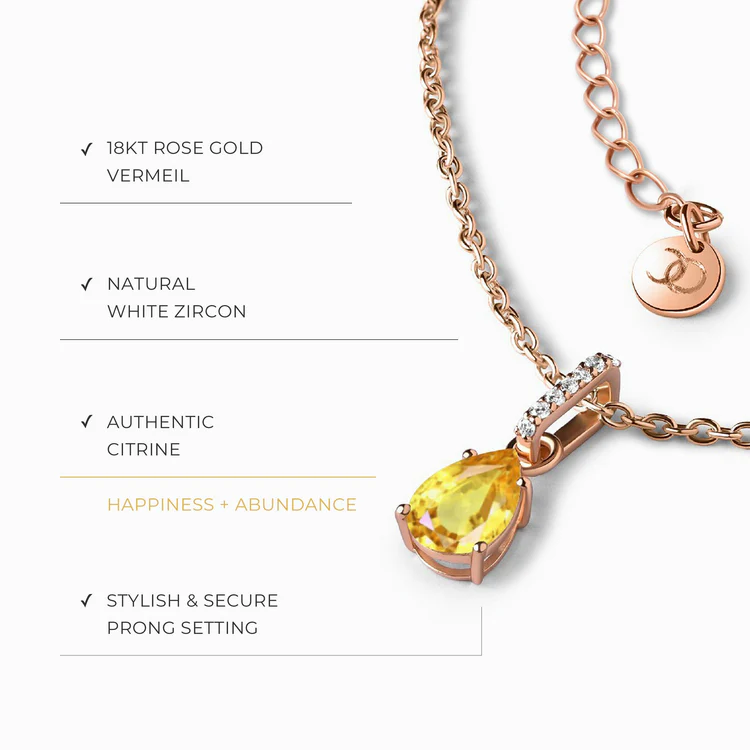 ✓ 18KT ROSE GOLD
VERMEIL
✓ NATURAL
WHITE ZIRCON
✓ AUTHENTIC
CITRINE
HAPPINESS + ABUNDANCE
✓ STYLISH & SECURE
PRONG SETTING